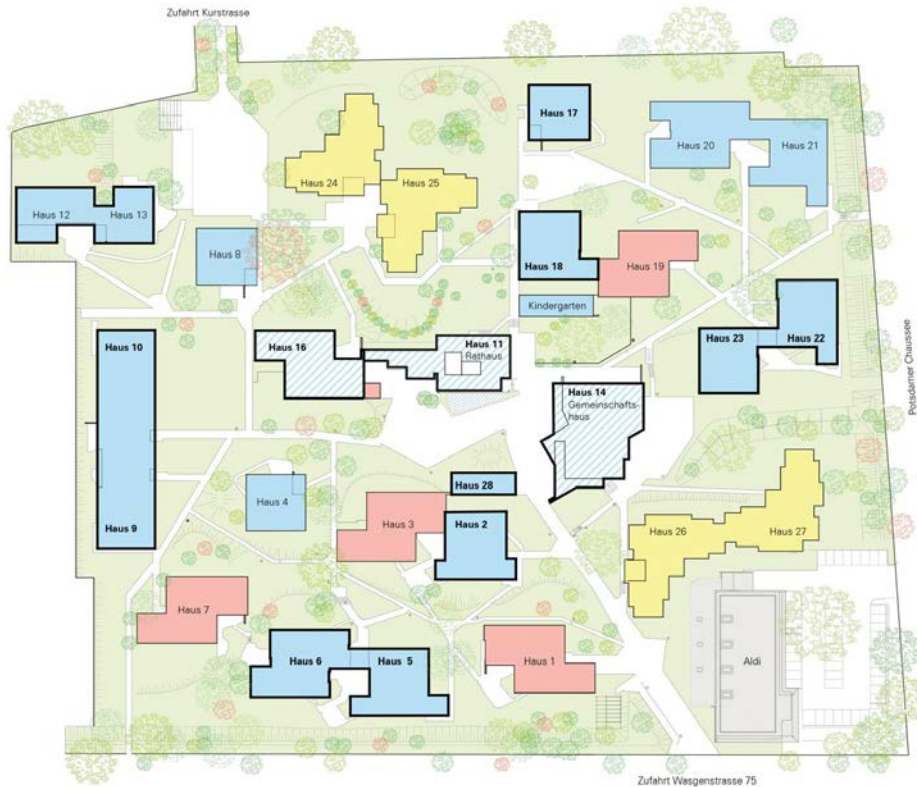 Zufahrt Kurstrasse
Haus 17
Haus 20
Haus 21
Haus 24
Haus 25
Haus 12
Haus 13
Haus 8
Haus 18
Haus 19
Kindergarten
Haus 10
Haus 16
Haus 11
Rathaus
Haus 23
Haus 22
Potsdamer Chaussee
Haus 14
Gemeinschafts-
haus
Haus 28
Haus 4
Haus 3
Haus 2
Haus 9
Haus 26
Haus 27
Haus 7
Haus 6
Haus 5
Haus 1
Aldi
Zufahrt Wasgenstrasse 75